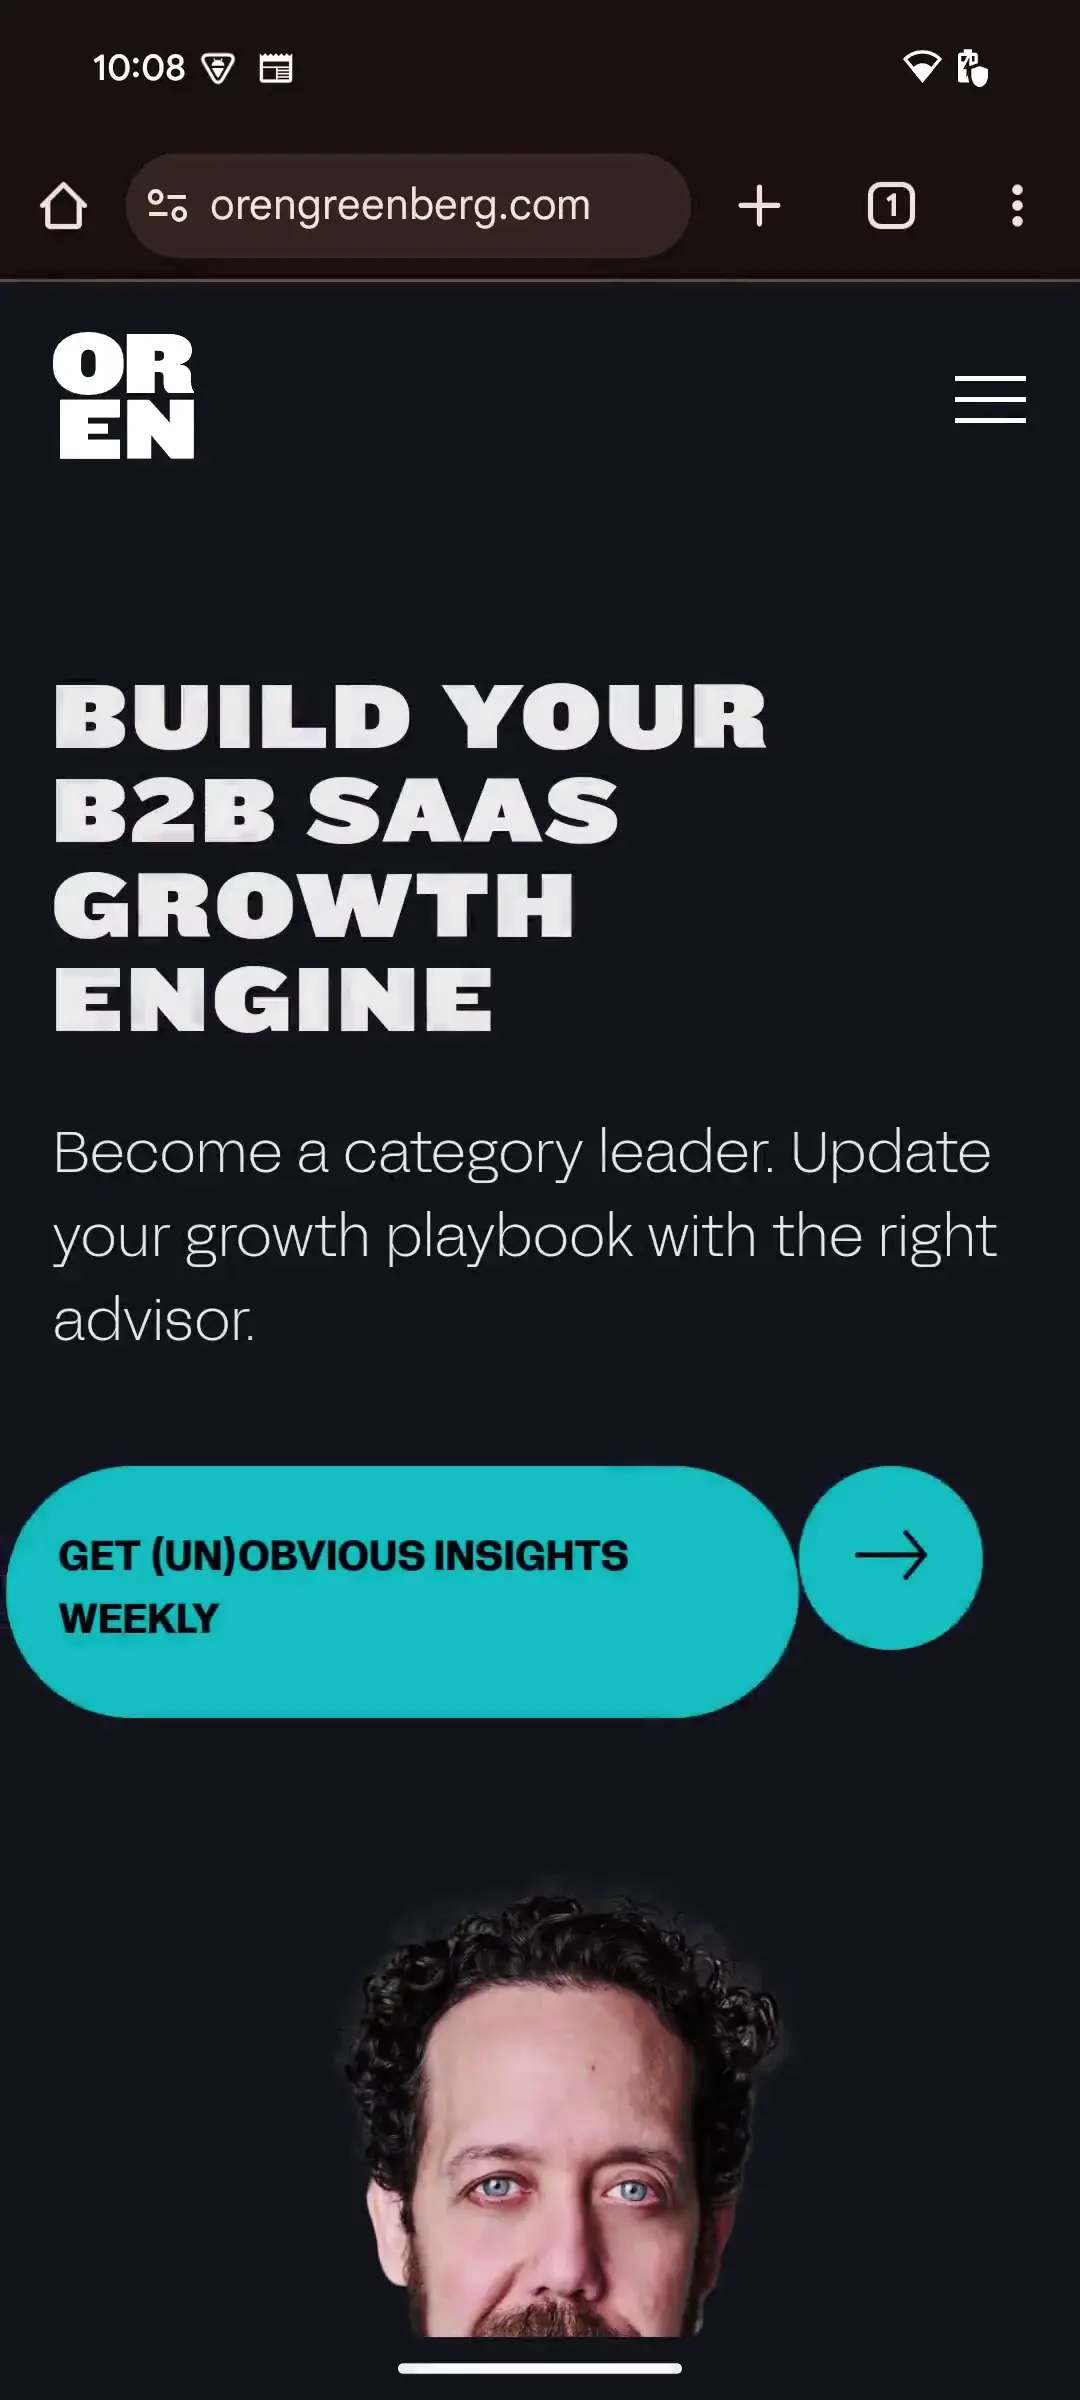 10:08
orengreenberg.com
1
OR
EN
BUILD YOUR
B2B SAAS
GROWTH
ENGINE
Become a category leader. Update
your growth playbook with the right
advisor.
GET (UN)OBVIOUS INSIGHTS
WEEKLY